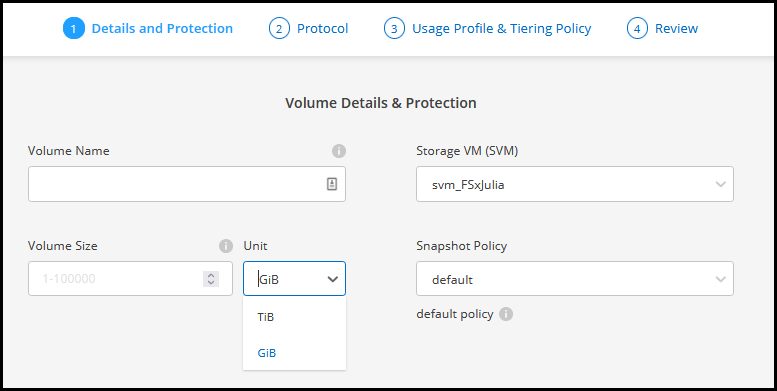 1 Details and Protection 2 Protocol 3 Usage Profile & Tiering Policy 4 Review
Volume Details & Protection
Volume Name i Storage VM (SVM)
svm_FSxJulia
Volume Size i Unit Snapshot Policy
1-100000 GiB default
TiB default policy i
GiB